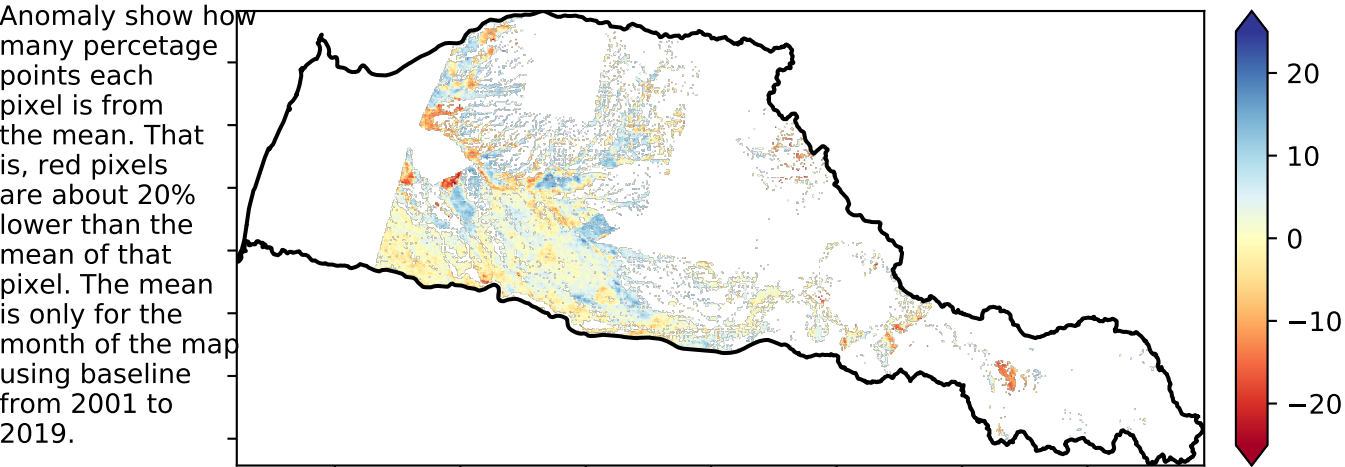 Anomaly show how
many percetage
points each
pixel is from
the mean. That
is, red pixels
are about 20%
lower than the
mean of that
pixel. The mean
is only for the
month of the map
using baseline
from 2001 to
2019.
20
10
0
−10
−20